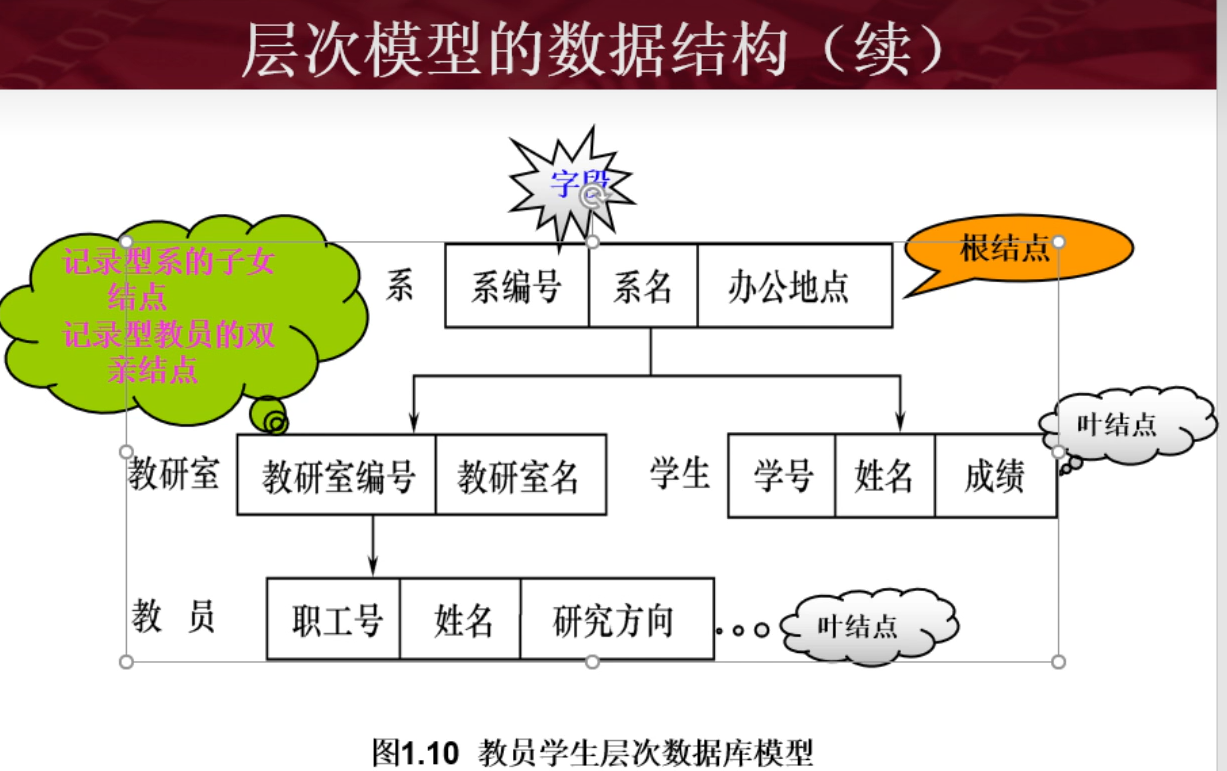 层次模型的数据结构（续）
字段
记录型系的子女
结点
记录型教员的双
亲结点
系 系编号 系名 办公地点
根结点
叶结点
教研室 教研室编号 教研室名
学生 学号 姓名 成绩
教 员 职工号 姓名 研究方向
叶结点
图1.10 教员学生层次数据库模型